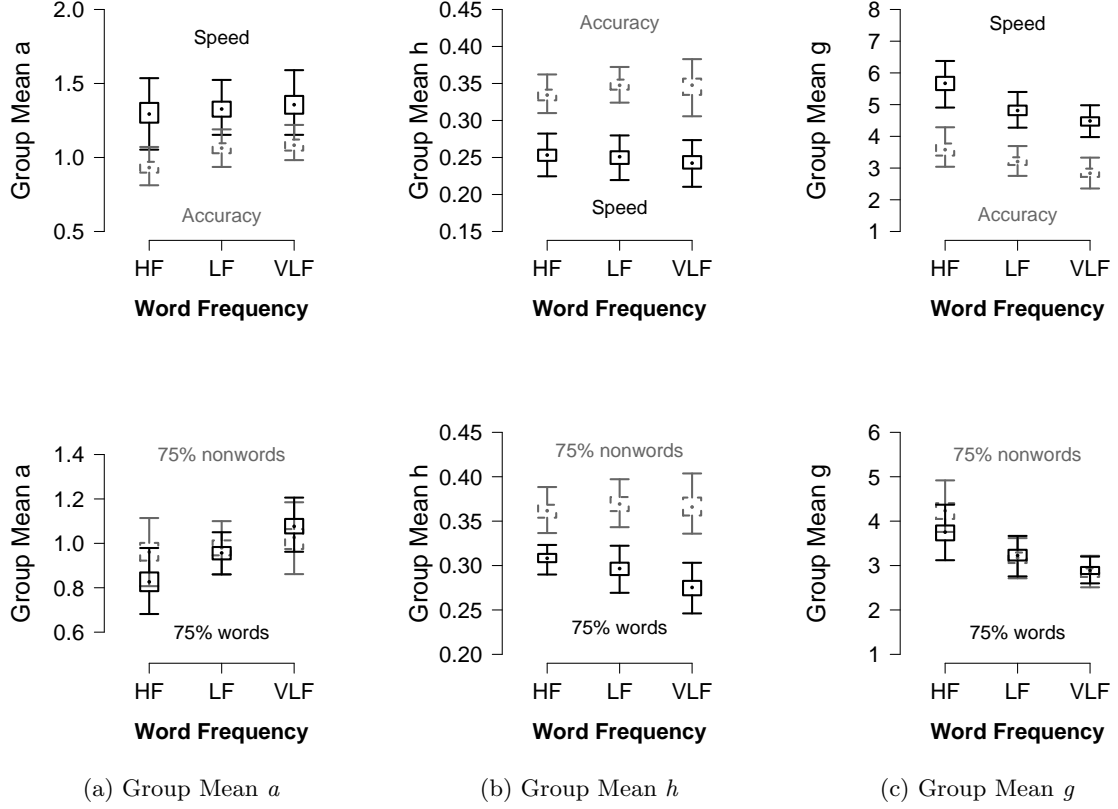 Group Mean a
2.0
1.5
1.0
0.5
Speed
Accuracy
HF LF VLF
Word Frequency
Group Mean h
0.45
0.40
0.35
0.30
0.25
0.20
0.15
Accuracy
Speed
HF LF VLF
Word Frequency
Group Mean g
8
7
6
5
4
3
2
1
Speed
Accuracy
HF LF VLF
Word Frequency
Group Mean a
1.4
1.2
1.0
0.8
0.6
75% nonwords
75% words
HF LF VLF
Word Frequency
Group Mean h
0.45
0.40
0.35
0.30
0.25
0.20
75% nonwords
75% words
HF LF VLF
Word Frequency
Group Mean g
6
5
4
3
2
1
75% nonwords
75% words
HF LF VLF
Word Frequency
(a) Group Mean a
(b) Group Mean h
(c) Group Mean g